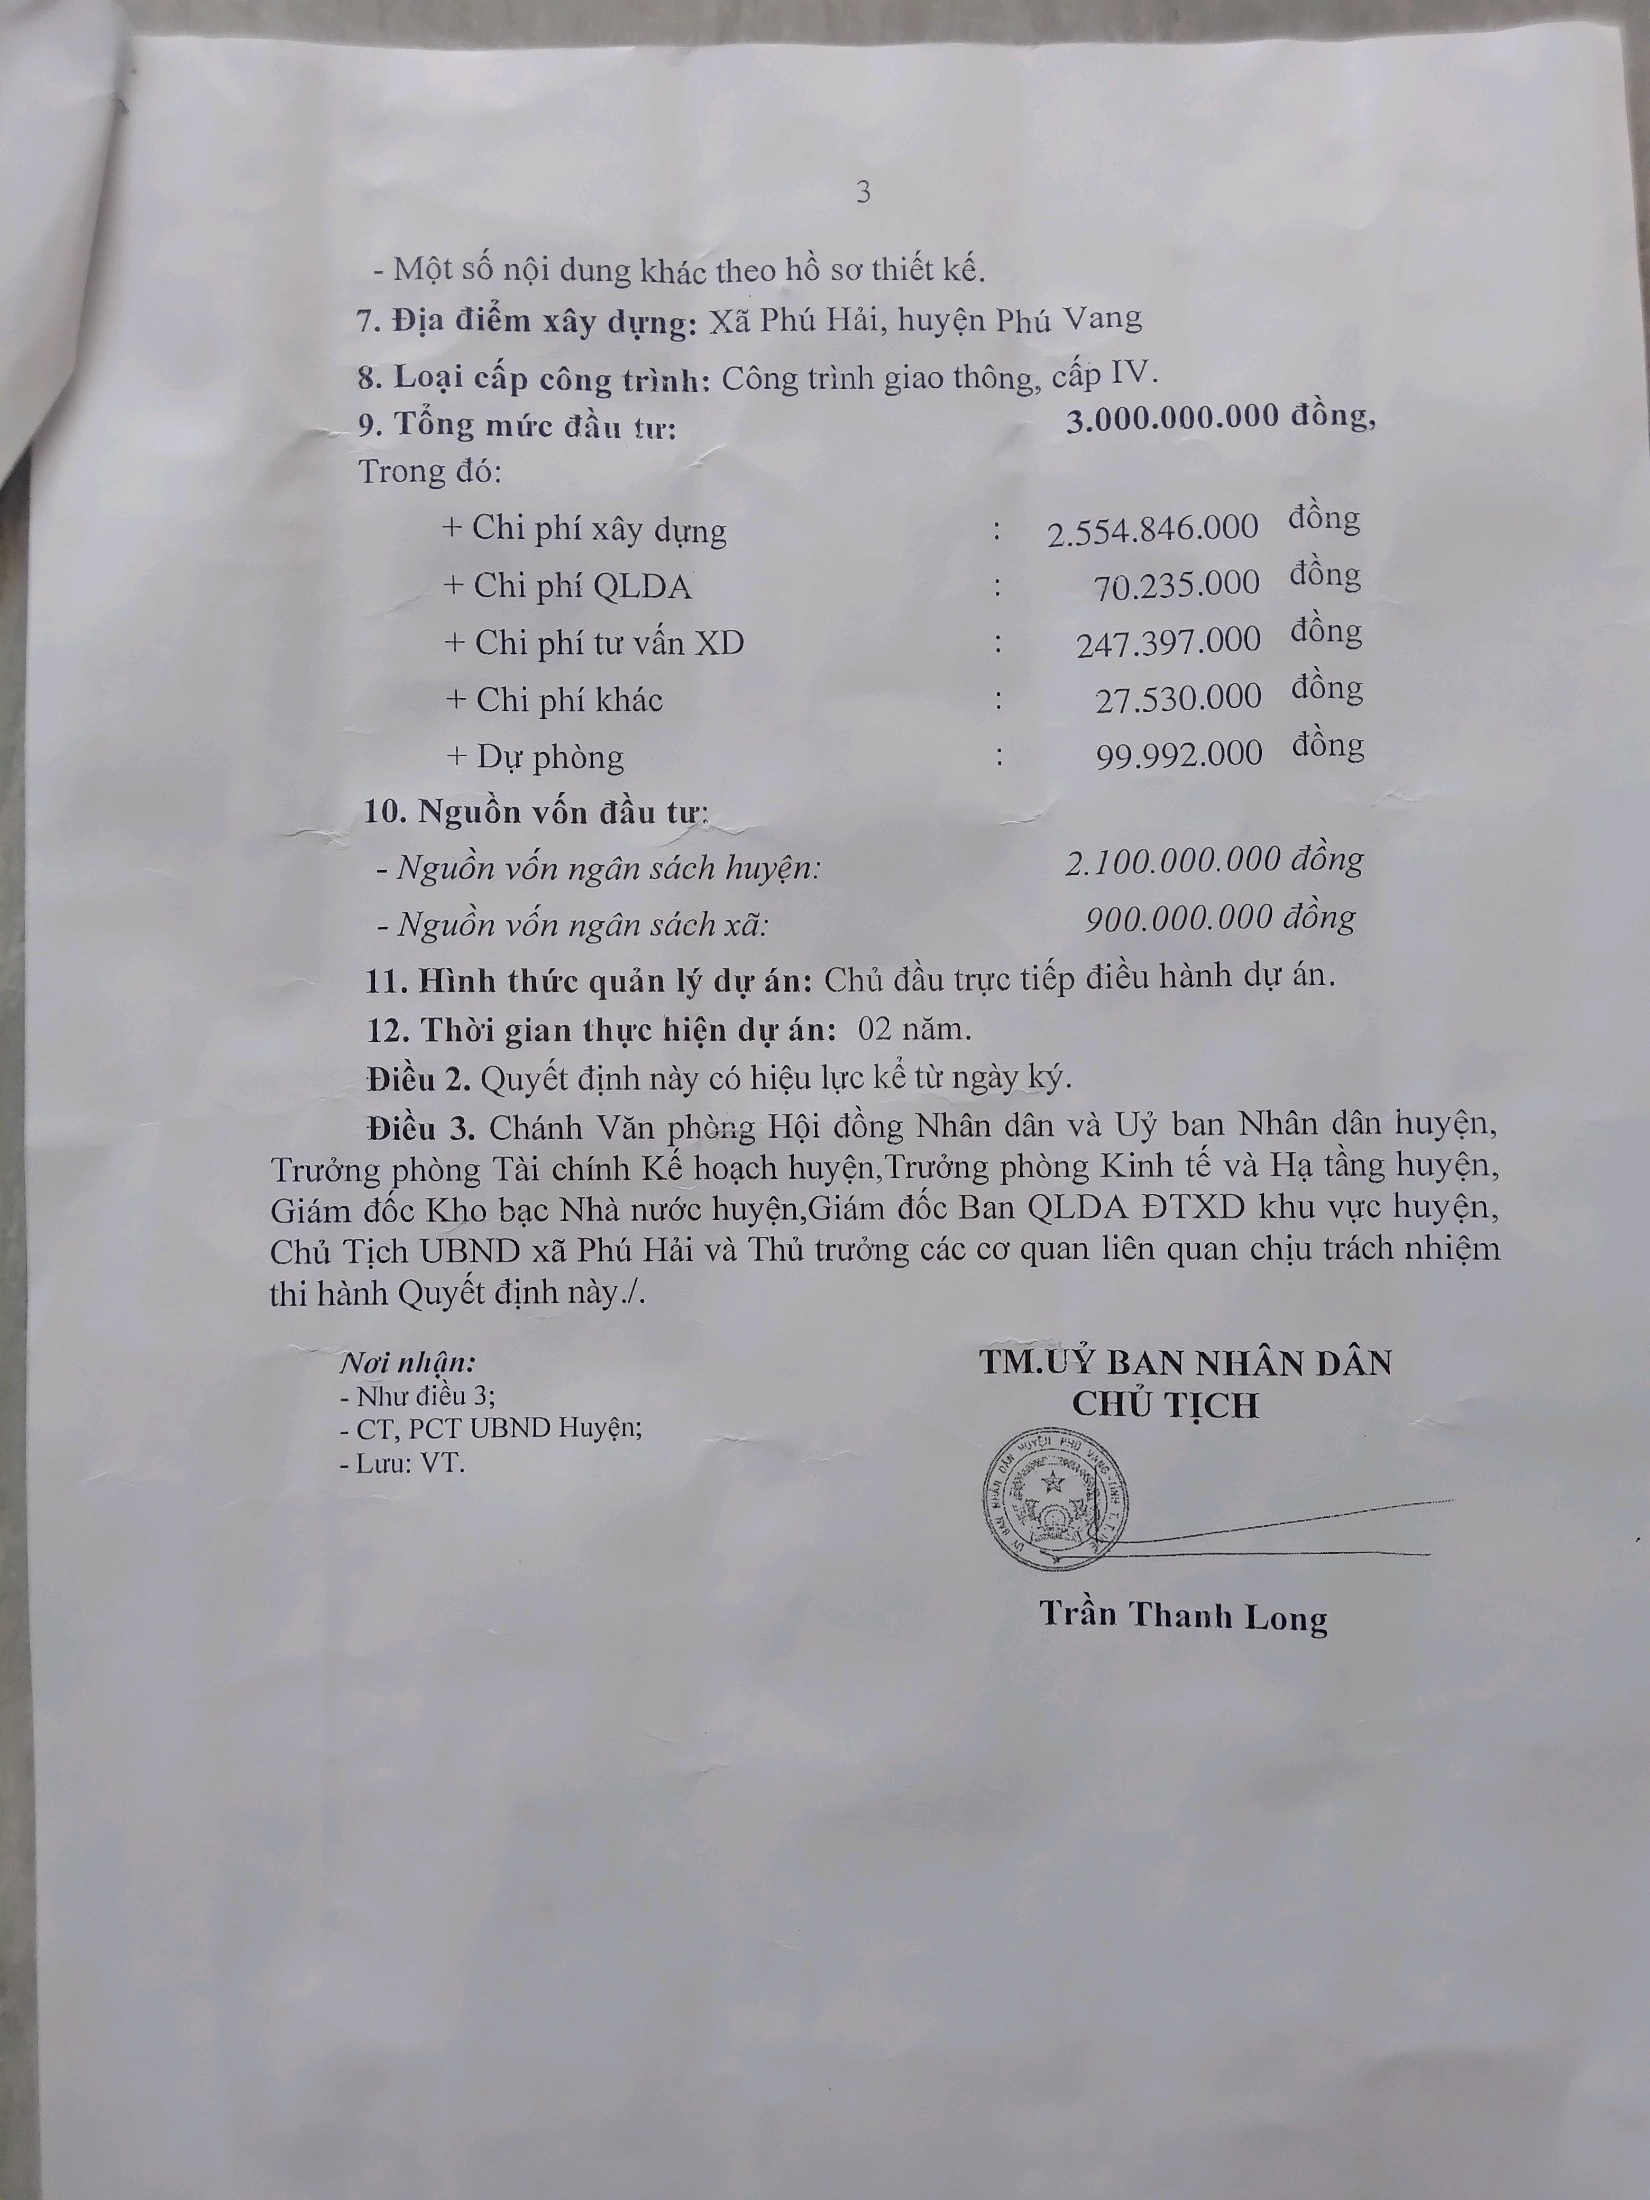 3
- Một số nội dung khác theo hồ sơ thiết kế.
7. Địa điểm xây dựng: Xã Phú Hải, huyện Phú Vang
8. Loại cấp công trình: Công trình giao thông, cấp IV.
9. Tổng mức đầu tư: 3.000.000.000 đồng,
Trong đó:
+ Chi phí xây dựng : 2.554.846.000 đồng
+ Chi phí QLDA : 70.235.000 đồng
+ Chi phí tư vấn XD : 247.397.000 đồng
+ Chi phí khác : 27.530.000 đồng
+ Dự phòng : 99.992.000 đồng
10. Nguồn vốn đầu tư:
- Nguồn vốn ngân sách huyện: 2.100.000.000 đồng
- Nguồn vốn ngân sách xã: 900.000.000 đồng
11. Hình thức quản lý dự án: Chủ đầu trực tiếp điều hành dự án.
12. Thời gian thực hiện dự án: 02 năm.
Điều 2. Quyết định này có hiệu lực kể từ ngày ký.
Điều 3. Chánh Văn phòng Hội đồng Nhân dân và Uỷ ban Nhân dân huyện,
Trưởng phòng Tài chính Kế hoạch huyện,Trưởng phòng Kinh tế và Hạ tầng huyện,
Giám đốc Kho bạc Nhà nước huyện,Giám đốc Ban QLDA ĐTXD khu vực huyện,
Chủ Tịch UBND xã Phú Hải và Thủ trưởng các cơ quan liên quan chịu trách nhiệm
thi hành Quyết định này./.
Nơi nhận:
- Như điều 3;
- CT, PCT UBND Huyện;
- Lưu: VT.
TM.UỶ BAN NHÂN DÂN
CHỦ TỊCH
ỦY BAN NHÂN DÂN HUYỆN PHÚ VANG-TỈNH
Trần Thanh Long